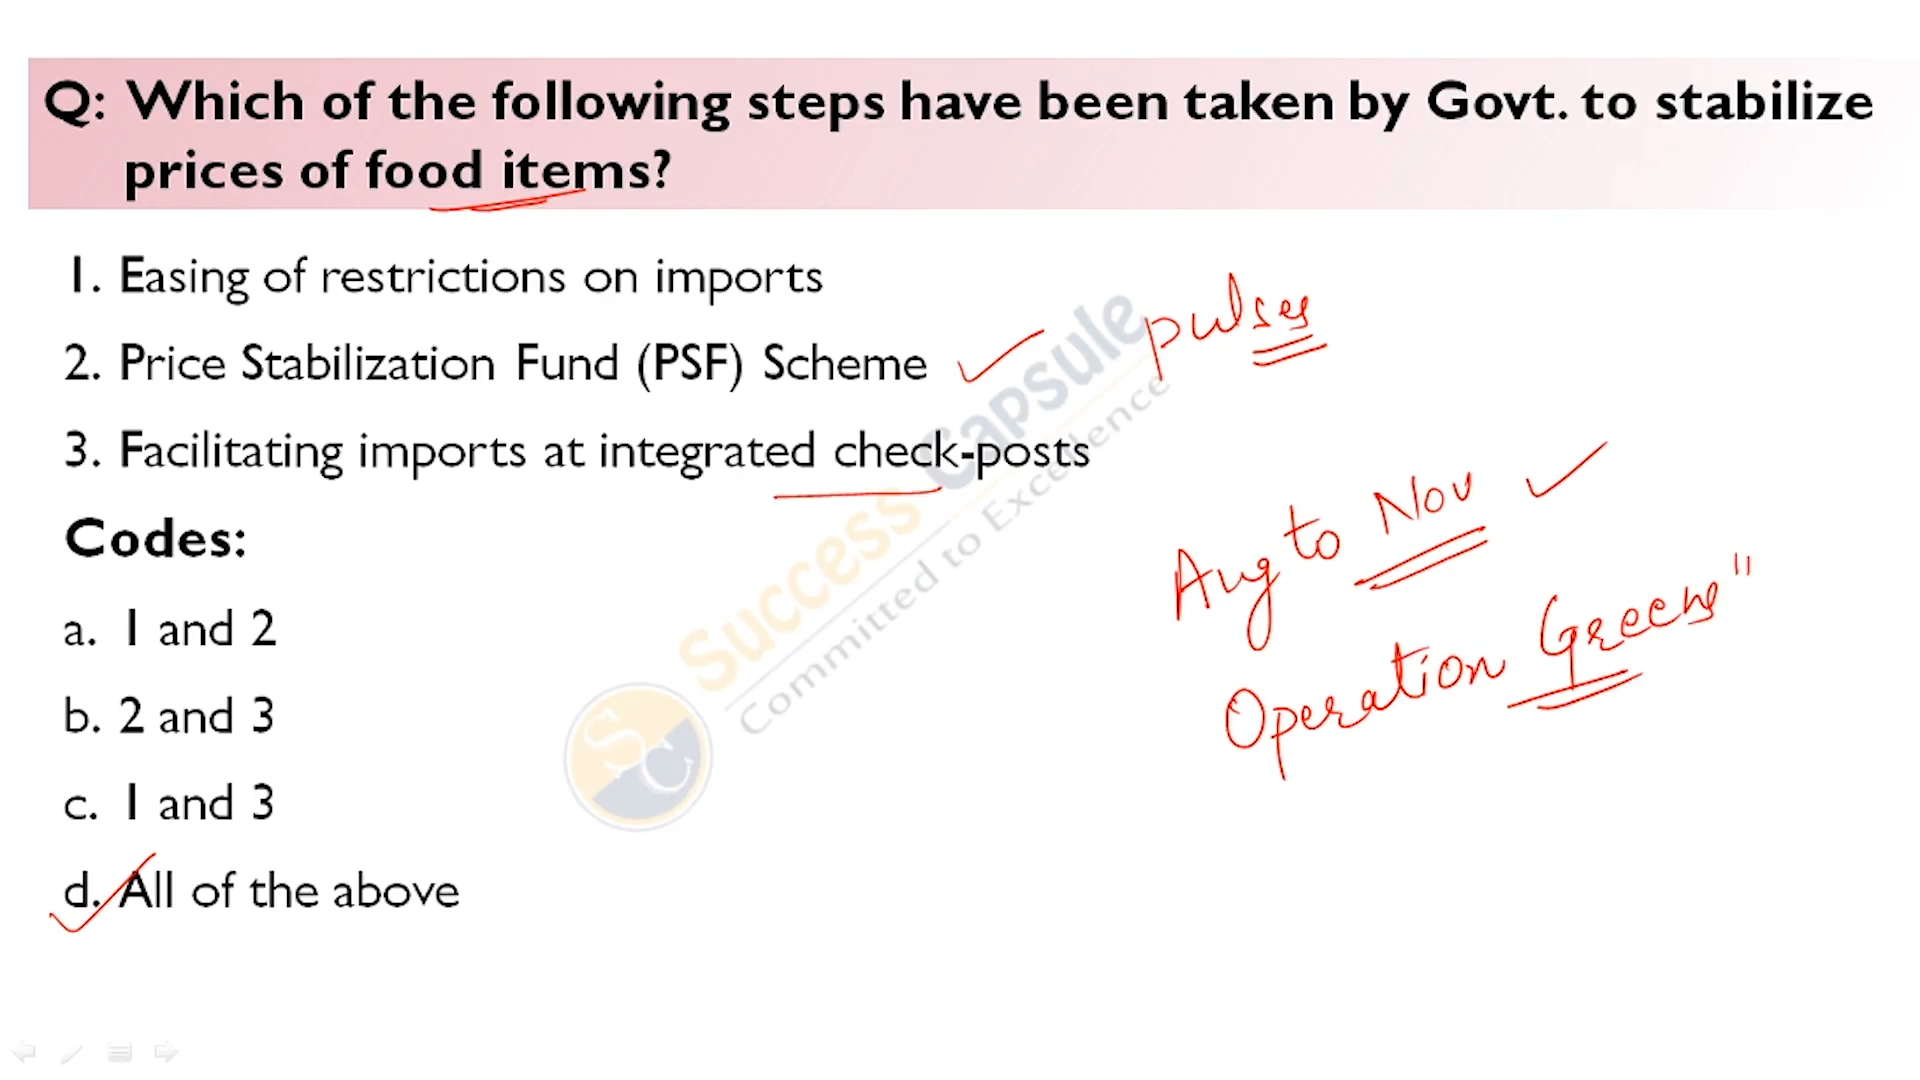 Q: Which of the following steps have been taken by Govt. to stabilize
prices of food items?
1. Easing of restrictions on imports
2. Price Stabilization Fund (PSF) Scheme
3. Facilitating imports at integrated check-posts
Codes:
a. 1 and 2
b. 2 and 3
c. 1 and 3
d. All of the above
pulses
Aug to Nov
Operation Greens"
Success Capsule
Committed to Excellence
SC